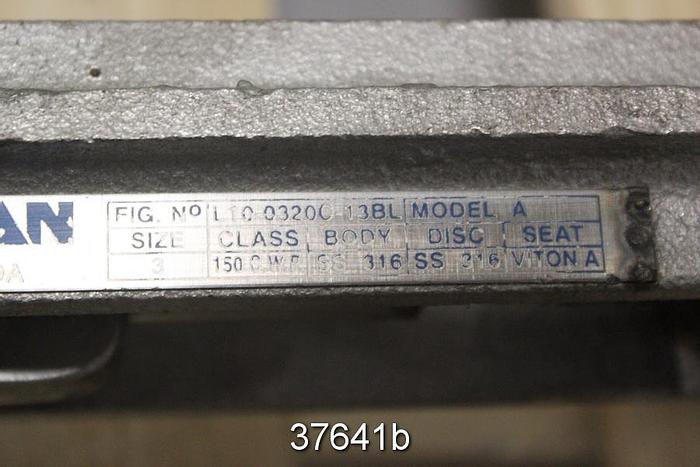 AN
FIG. Nº L10-0320C-13BL MODEL A
SIZE CLASS BODY DISC SEAT
3 150 C.W.P. SS 316 SS 316 VITON A
37641b